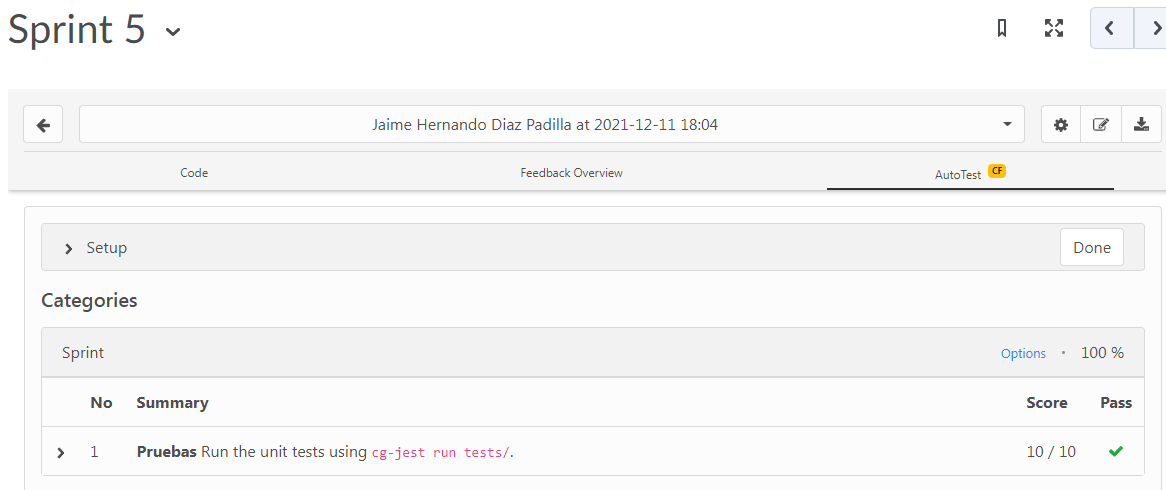 Sprint 5
Jaime Hernando Diaz Padilla at 2021-12-11 18:04
Code Feedback Overview AutoTest CF
Setup Done
Categories
Sprint Options • 100 %
No Summary Score Pass
1 Pruebas Run the unit tests using cg-jest run tests/. 10 / 10